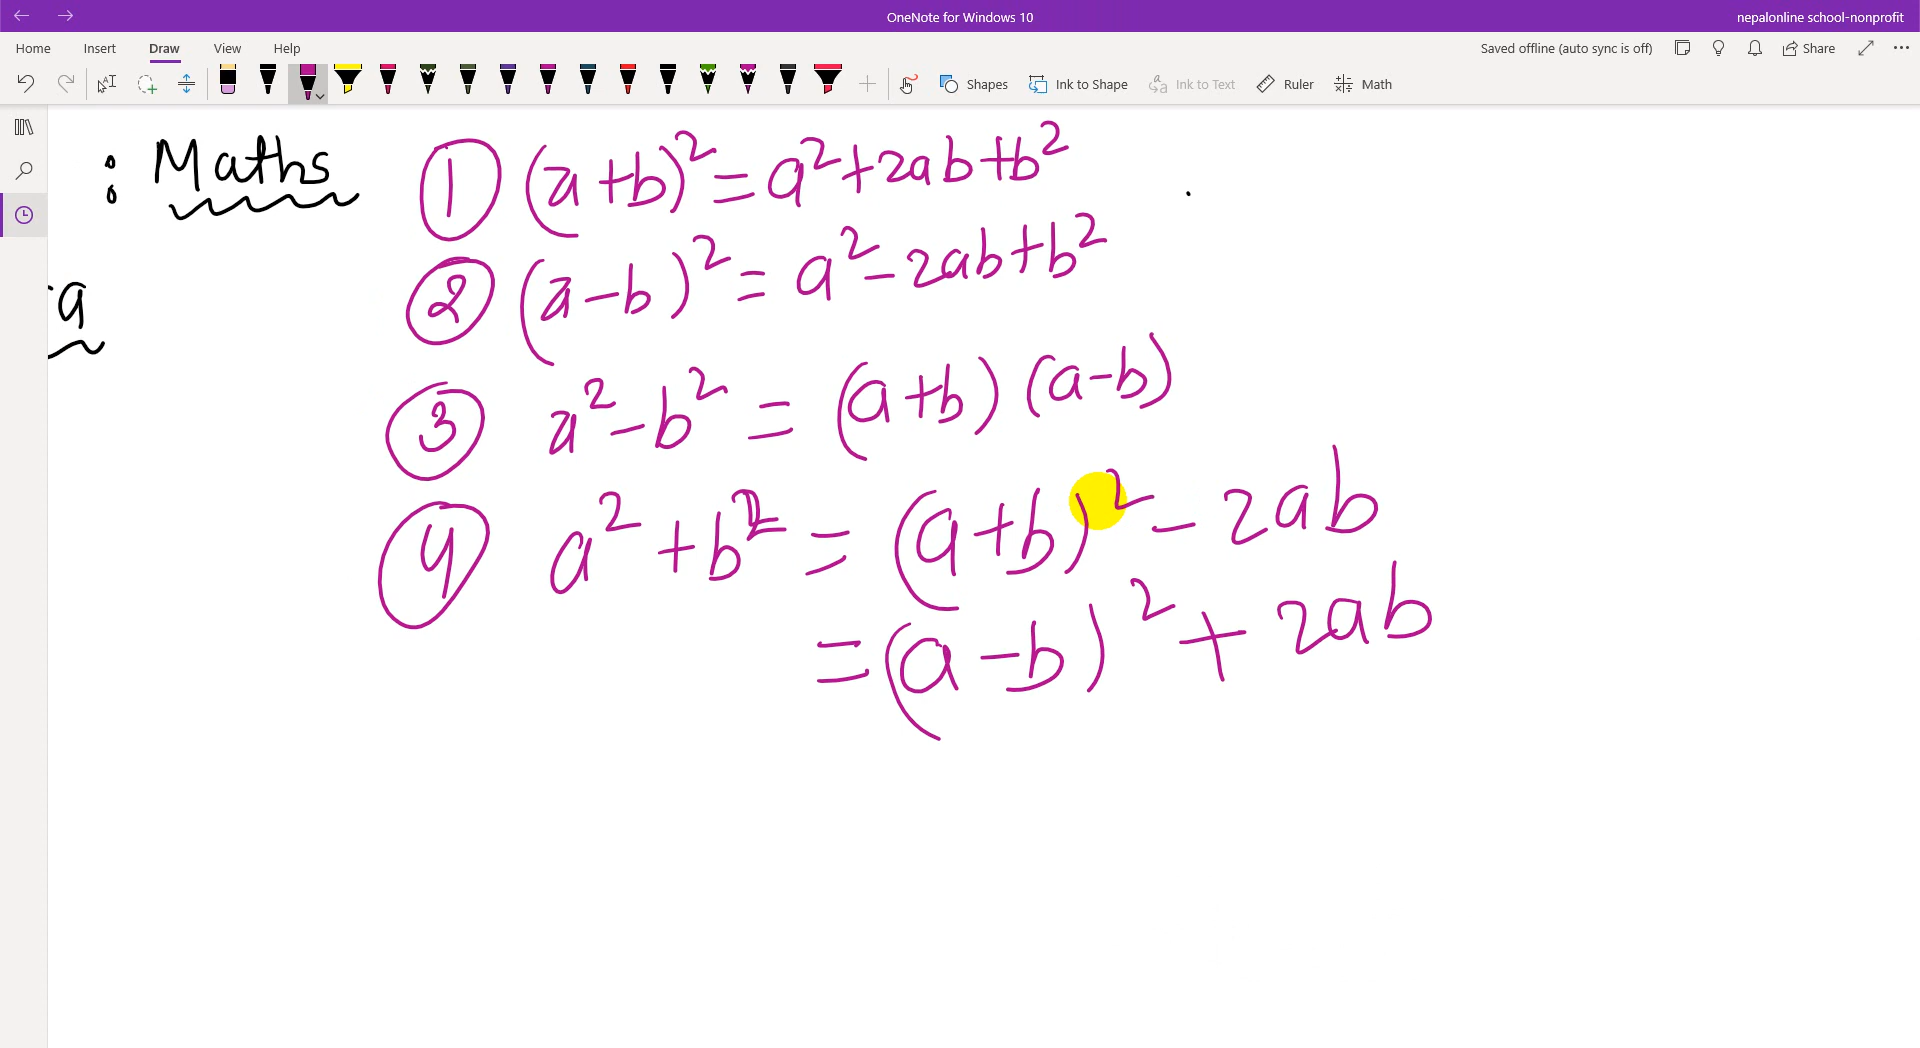 OneNote for Windows 10
nepalonline school-nonprofit
Home Insert Draw View Help
Saved offline (auto sync is off) Share
Shapes Ink to Shape Ink to Text Ruler Math
: Maths
① (a+b)² = a²+2ab+b²
② (a-b)² = a²-2ab+b²
a
③ a²-b² = (a+b)(a-b)
④ a²+b² = (a+b)²-2ab
=(a-b)²+2ab